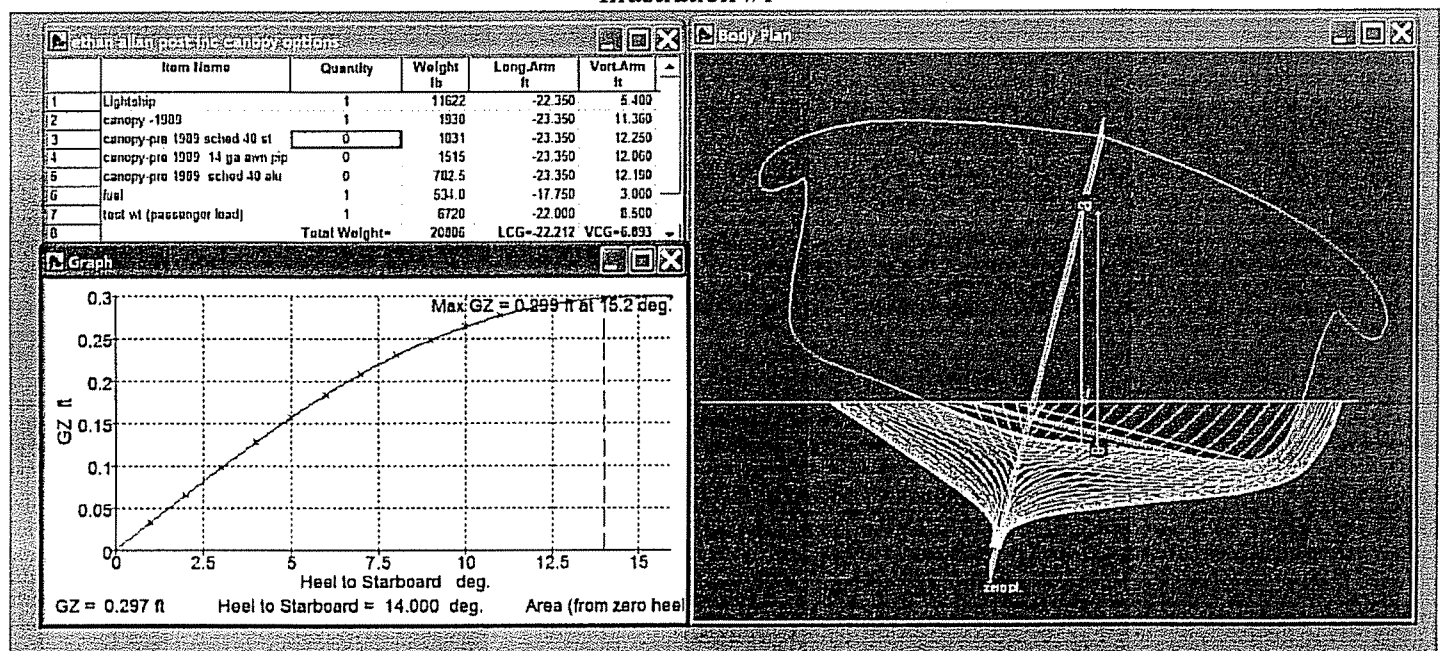 ethan allan post inc canopy options
Item Name Quantity Weight lb Long.Arm ft Vert.Arm ft
1 Lightship 1 11622 -22.350 5.400
2 canopy -1989 1 1930 -23.350 11.360
3 canopy-pre 1989 sched 40 st 0 1031 -23.350 12.250
4 canopy-pre 1989 14 ga awn pip 0 1515 -23.350 12.060
5 canopy-pre 1989 sched 40 alu 0 702.5 -23.350 12.190
6 fuel 1 534.0 -17.750 3.000
7 test wt (passenger load) 1 6720 -22.000 8.500
8 Total Weight= 20806 LCG=-22.212 VCG=6.893
Graph
Max GZ = 0.299 ft at 15.2 deg.
0.3
0.25
0.2
0.15
0.1
0.05
0
GZ ft
0 2.5 5 7.5 10 12.5 15
Heel to Starboard deg.
GZ = 0.297 ft Heel to Starboard = 14.000 deg. Area (from zero heel
Body Plan
zero pt.